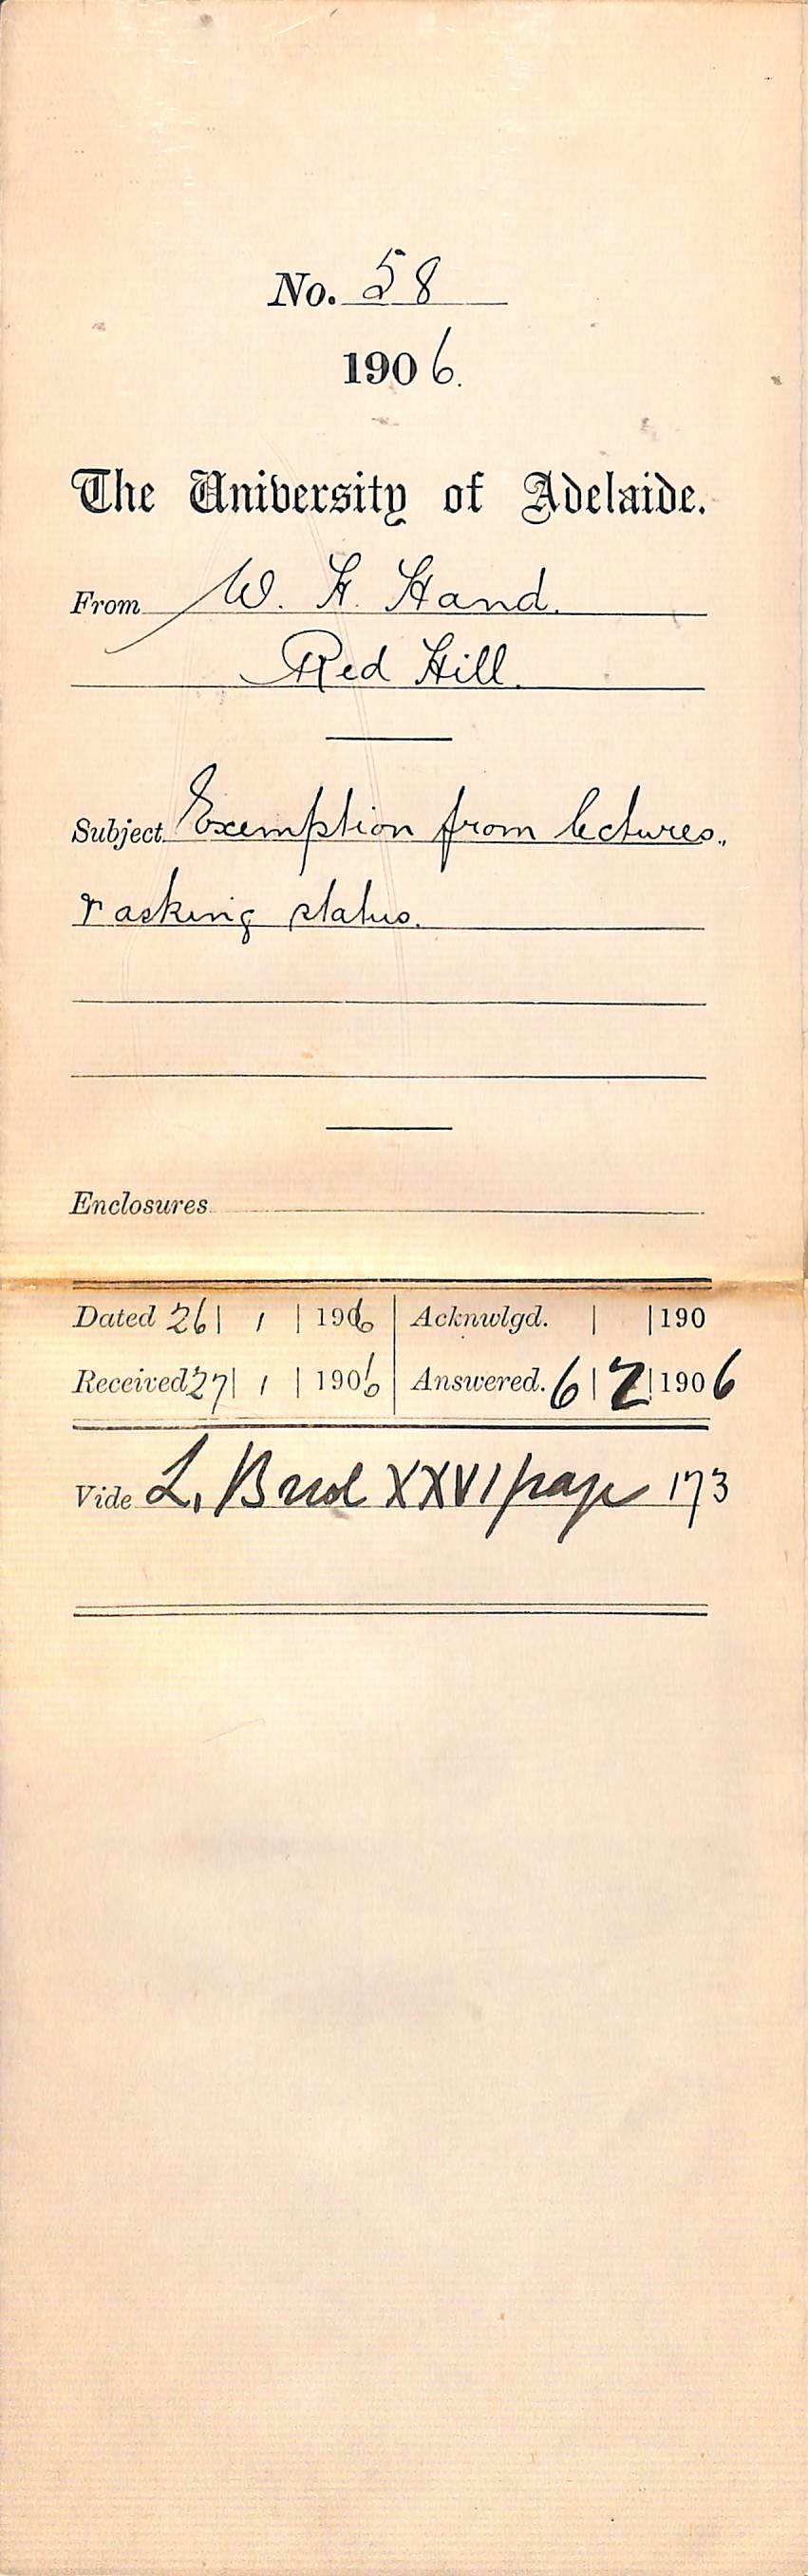 No. 58
1906.
The University of Adelaide.
From W. H. Hand.
Red Hill.
Subject Exemption from lectures,
& asking status.
Enclosures
Dated 26| 1 |1906 Acknwlgd. | |190
Received 27| 1 |1906 Answered. 6|2|1906
Vide L. Book XXVI page 173